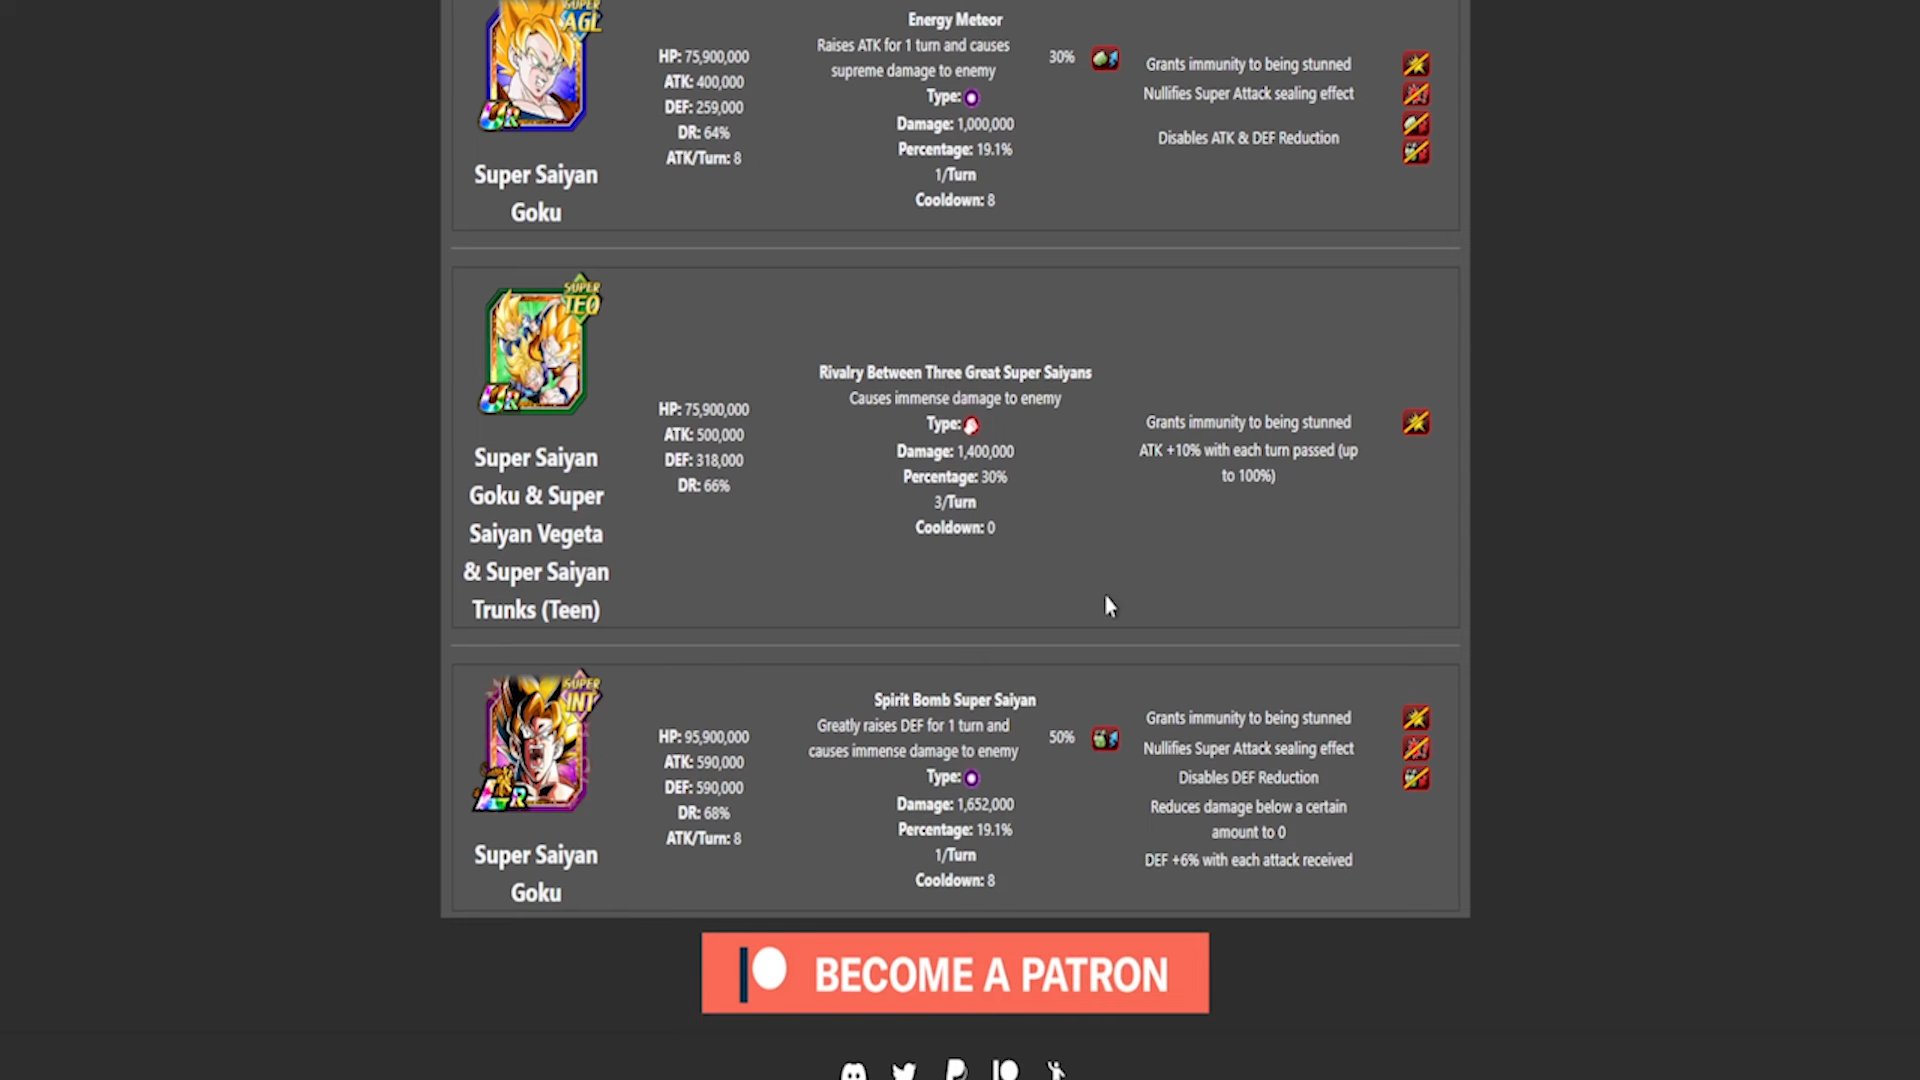 SUPER
AGL
UR
Super Saiyan
Goku
HP: 75,900,000
ATK: 400,000
DEF: 259,000
DR: 64%
ATK/Turn: 8
Energy Meteor
Raises ATK for 1 turn and causes
supreme damage to enemy
Type:
Damage: 1,000,000
Percentage: 19.1%
1/Turn
Cooldown: 8
30%
Grants immunity to being stunned
Nullifies Super Attack sealing effect
Disables ATK & DEF Reduction
SUPER
TEQ
UR
Super Saiyan
Goku & Super
Saiyan Vegeta
& Super Saiyan
Trunks (Teen)
HP: 75,900,000
ATK: 500,000
DEF: 318,000
DR: 66%
Rivalry Between Three Great Super Saiyans
Causes immense damage to enemy
Type:
Damage: 1,400,000
Percentage: 30%
3/Turn
Cooldown: 0
Grants immunity to being stunned
ATK +10% with each turn passed (up
to 100%)
SUPER
INT
LR
Super Saiyan
Goku
HP: 95,900,000
ATK: 590,000
DEF: 590,000
DR: 68%
ATK/Turn: 8
Spirit Bomb Super Saiyan
Greatly raises DEF for 1 turn and
causes immense damage to enemy
Type:
Damage: 1,652,000
Percentage: 19.1%
1/Turn
Cooldown: 8
50%
Grants immunity to being stunned
Nullifies Super Attack sealing effect
Disables DEF Reduction
Reduces damage below a certain
amount to 0
DEF +6% with each attack received
BECOME A PATRON